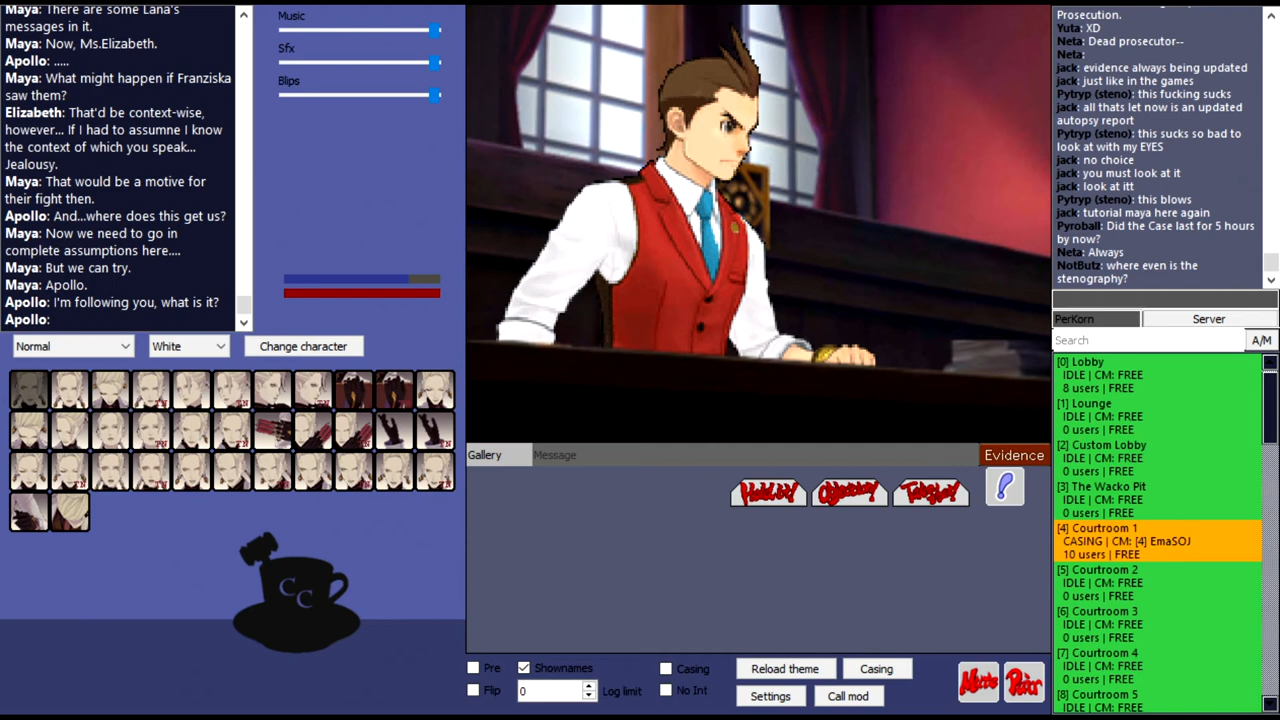 Maya: There are some Lana's
messages in it.
Maya: Now, Ms.Elizabeth.
Apollo: .....
Maya: What might happen if Franziska
saw them?
Elizabeth: That'd be context-wise,
however... If I had to assumne I know
the context of which you speak...
Jealousy.
Maya: That would be a motive for
their fight then.
Apollo: And...where does this get us?
Maya: Now we need to go in
complete assumptions here....
Maya: But we can try.
Maya: Apollo.
Apollo: I'm following you, what is it?
Apollo:
Normal
White
Change character
Music
Sfx
Blips
CC
Gallery
Message
Evidence
Hold it!
Objection!
Take that!
!
Pre
Shownames
Casing
Reload theme
Casing
Flip
0
Log limit
No Int
Settings
Call mod
Pair
Prosecution.
Yuta: XD
Neta: Dead prosecutor--
Neta:
jack: evidence always being updated
jack: just like in the games
Pytryp (steno): this fucking sucks
jack: all thats let now is an updated
autopsy report
Pytryp (steno): this sucks so bad to
look at with my EYES
jack: no choice
jack: you must look at it
jack: look at itt
Pytryp (steno): this blows
jack: tutorial maya here again
Pyroball: Did the Case last for 5 hours
by now?
Neta: Always
NotButz: where even is the
stenography?
PerKorn
Server
Search
A/M
[0] Lobby
IDLE | CM: FREE
8 users | FREE
[1] Lounge
IDLE | CM: FREE
0 users | FREE
[2] Custom Lobby
IDLE | CM: FREE
0 users | FREE
[3] The Wacko Pit
IDLE | CM: FREE
0 users | FREE
[4] Courtroom 1
CASING | CM: [4] EmaSOJ
10 users | FREE
[5] Courtroom 2
IDLE | CM: FREE
0 users | FREE
[6] Courtroom 3
IDLE | CM: FREE
0 users | FREE
[7] Courtroom 4
IDLE | CM: FREE
0 users | FREE
[8] Courtroom 5
IDLE | CM: FREE